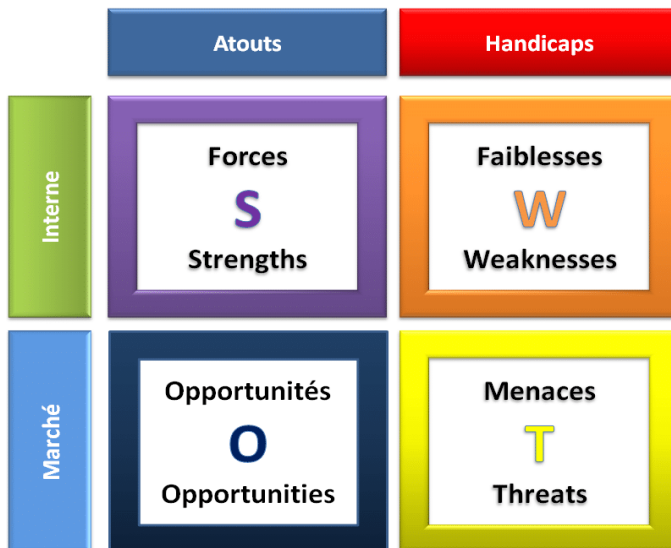 Atouts
Handicaps
Interne
Forces
S
Strengths
Faiblesses
W
Weaknesses
Marché
Opportunités
O
Opportunities
Menaces
T
Threats